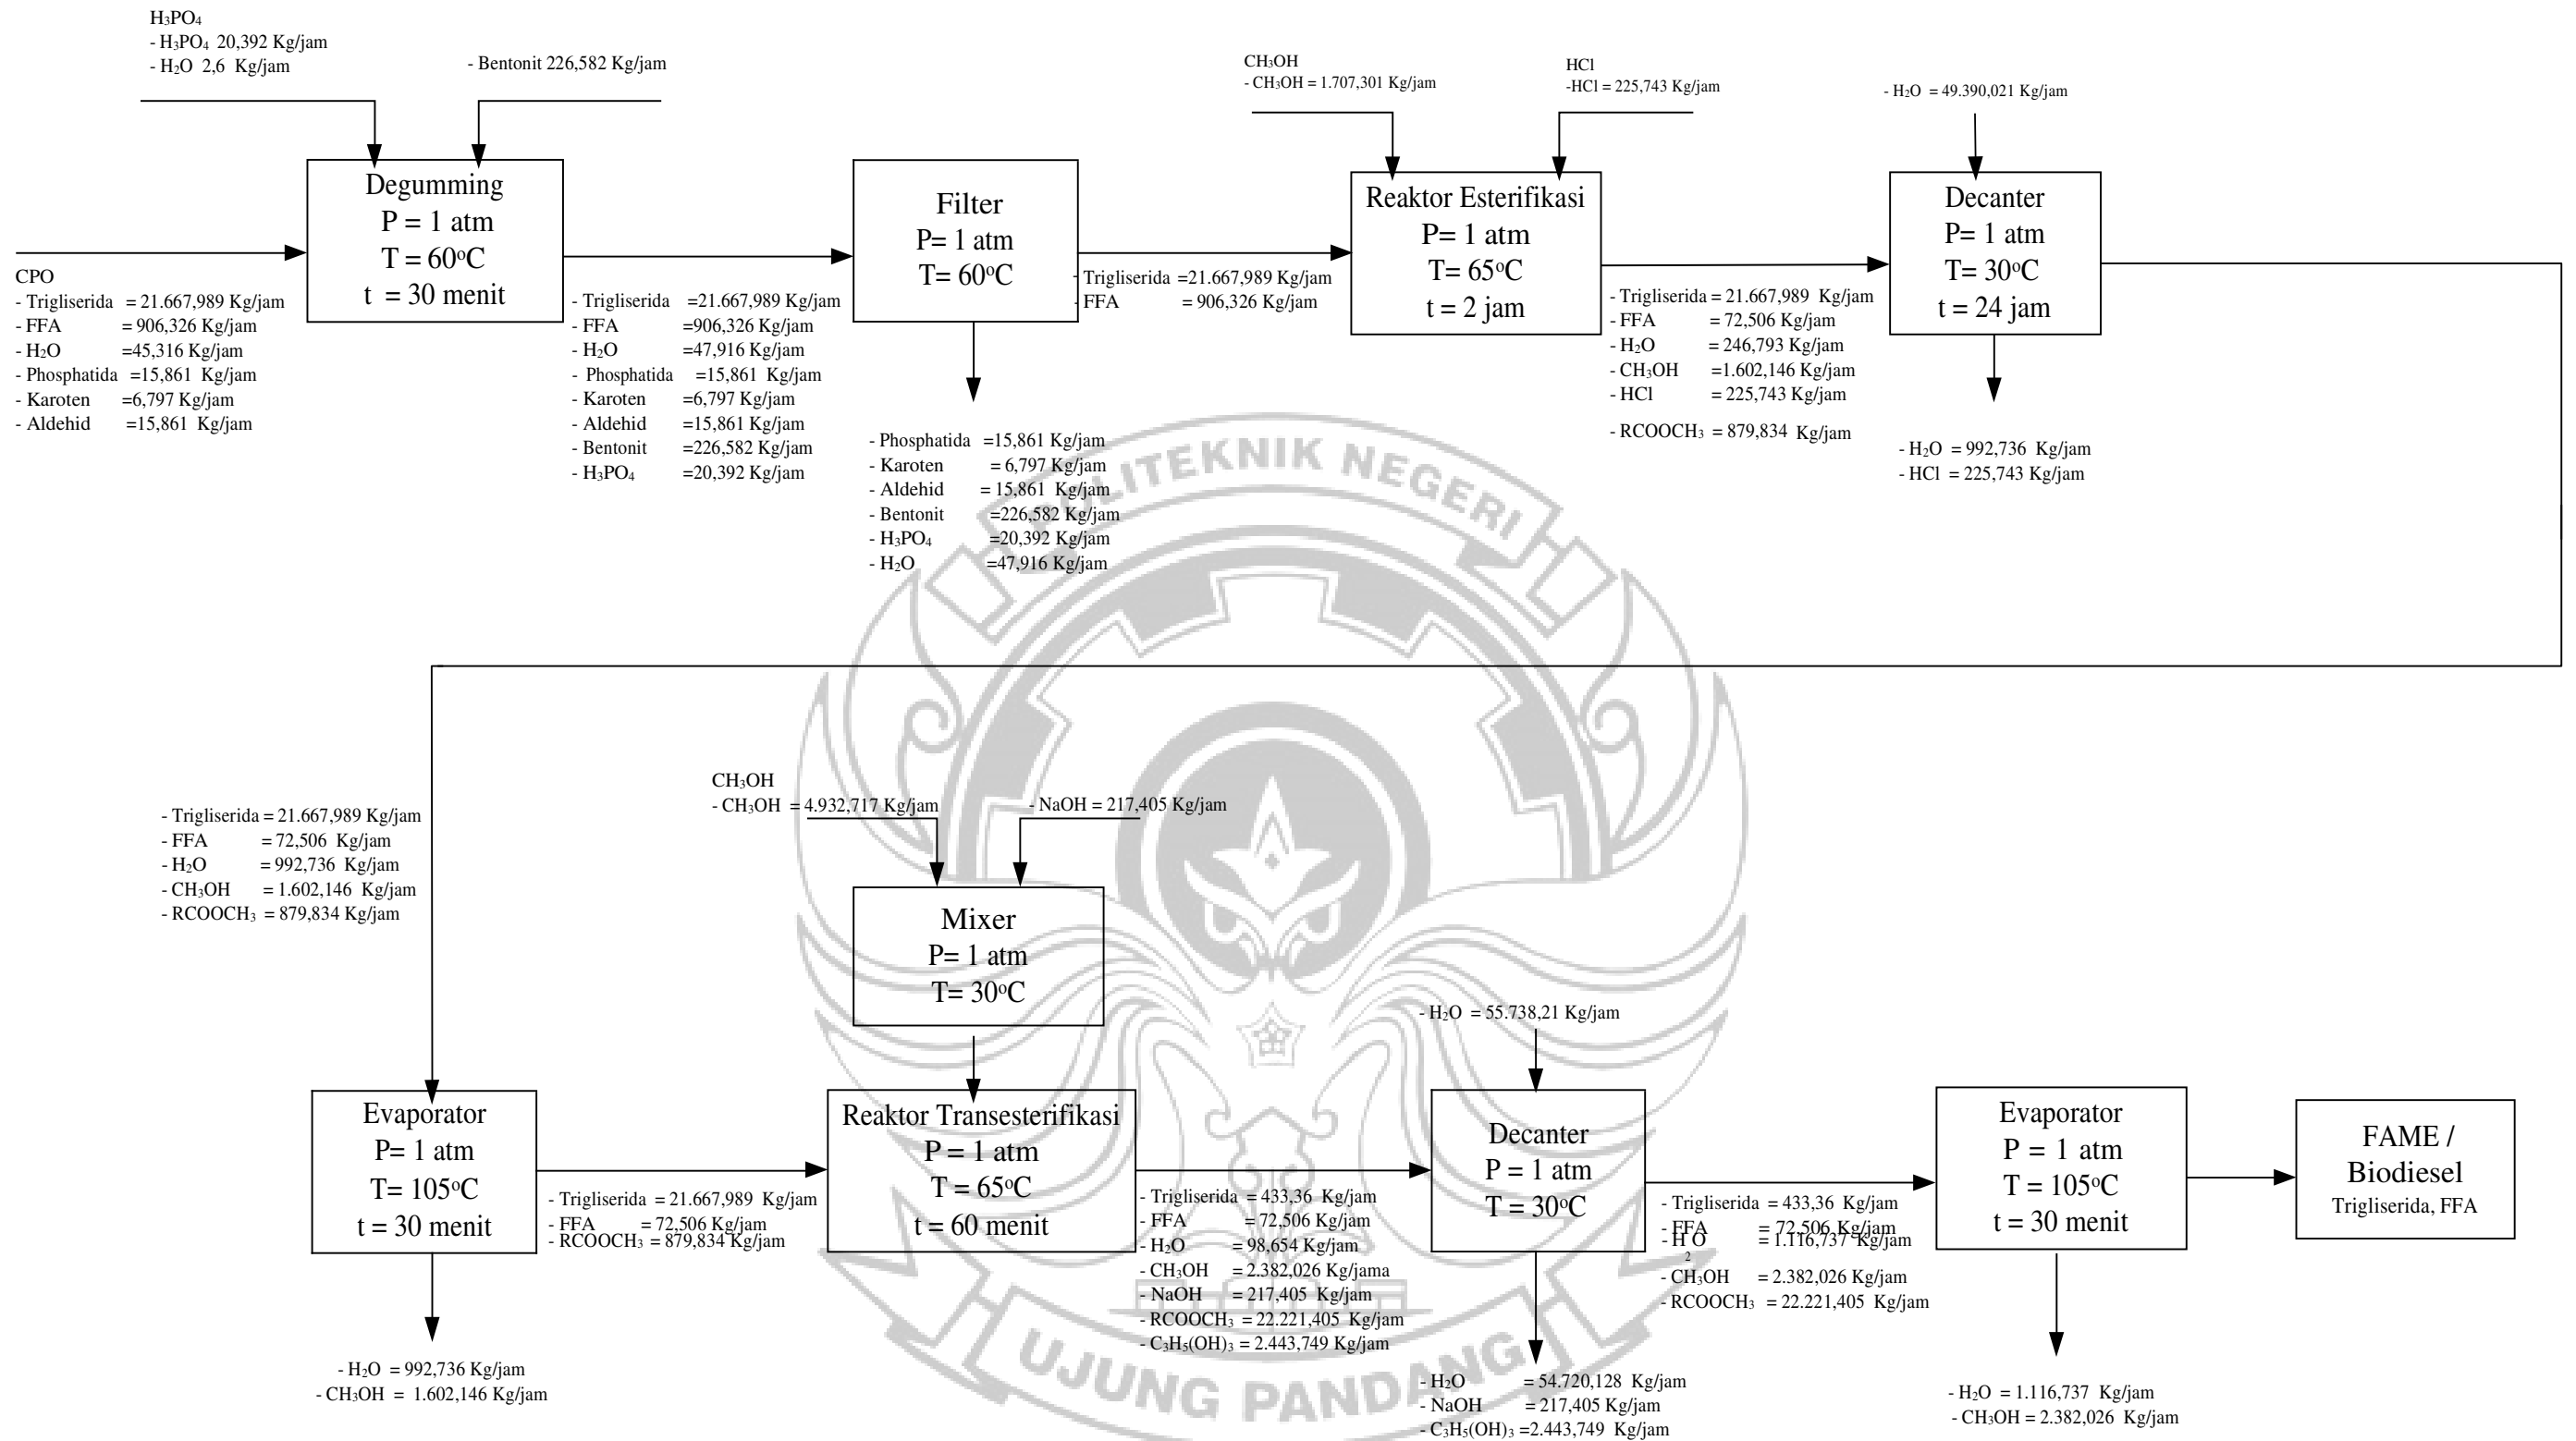 H₃PO₄
- H₃PO₄ 20,392 Kg/jam
- H₂O 2,6 Kg/jam
- Bentonit 226,582 Kg/jam
CH₃OH
- CH₃OH = 1.707,301 Kg/jam
HCl
-HCl = 225,743 Kg/jam
- H₂O = 49.390,021 Kg/jam
Degumming
P = 1 atm
T = 60°C
t = 30 menit
Filter
P= 1 atm
T= 60°C
Reaktor Esterifikasi
P= 1 atm
T= 65°C
t = 2 jam
Decanter
P= 1 atm
T= 30°C
t = 24 jam
CPO
- Trigliserida = 21.667,989 Kg/jam
- FFA = 906,326 Kg/jam
- H₂O =45,316 Kg/jam
- Phosphatida =15,861 Kg/jam
- Karoten =6,797 Kg/jam
- Aldehid =15,861 Kg/jam
- Trigliserida =21.667,989 Kg/jam
- FFA =906,326 Kg/jam
- H₂O =47,916 Kg/jam
- Phosphatida =15,861 Kg/jam
- Karoten =6,797 Kg/jam
- Aldehid =15,861 Kg/jam
- Bentonit =226,582 Kg/jam
- H₃PO₄ =20,392 Kg/jam
- Trigliserida =21.667,989 Kg/jam
- FFA = 906,326 Kg/jam
- Phosphatida =15,861 Kg/jam
- Karoten = 6,797 Kg/jam
- Aldehid = 15,861 Kg/jam
- Bentonit =226,582 Kg/jam
- H₃PO₄ =20,392 Kg/jam
- H₂O =47,916 Kg/jam
- Trigliserida = 21.667,989 Kg/jam
- FFA = 72,506 Kg/jam
- H₂O = 246,793 Kg/jam
- CH₃OH =1.602,146 Kg/jam
- HCl = 225,743 Kg/jam
- RCOOCH₃ = 879,834 Kg/jam
- H₂O = 992,736 Kg/jam
- HCl = 225,743 Kg/jam
POLITEKNIK NEGERI
- Trigliserida = 21.667,989 Kg/jam
- FFA = 72,506 Kg/jam
- H₂O = 992,736 Kg/jam
- CH₃OH = 1.602,146 Kg/jam
- RCOOCH₃ = 879,834 Kg/jam
CH₃OH
- CH₃OH = 4.932,717 Kg/jam
- NaOH = 217,405 Kg/jam
Mixer
P= 1 atm
T= 30°C
- H₂O = 55.738,21 Kg/jam
Evaporator
P= 1 atm
T= 105°C
t = 30 menit
Reaktor Transesterifikasi
P = 1 atm
T = 65°C
t = 60 menit
Decanter
P = 1 atm
T = 30°C
Evaporator
P = 1 atm
T = 105°C
t = 30 menit
FAME /
Biodiesel
Trigliserida, FFA
- Trigliserida = 21.667,989 Kg/jam
- FFA = 72,506 Kg/jam
- RCOOCH₃ = 879,834 Kg/jam
- Trigliserida = 433,36 Kg/jam
- FFA = 72,506 Kg/jam
- H₂O = 98,654 Kg/jam
- CH₃OH = 2.382,026 Kg/jama
- NaOH = 217,405 Kg/jam
- RCOOCH₃ = 22.221,405 Kg/jam
- C₃H₅(OH)₃ = 2.443,749 Kg/jam
- Trigliserida = 433,36 Kg/jam
- FFA = 72,506 Kg/jam
- H₂O = 1.116,737 Kg/jam
- CH₃OH = 2.382,026 Kg/jam
- RCOOCH₃ = 22.221,405 Kg/jam
- H₂O = 992,736 Kg/jam
- CH₃OH = 1.602,146 Kg/jam
- H₂O = 54.720,128 Kg/jam
- NaOH = 217,405 Kg/jam
- C₃H₅(OH)₃ =2.443,749 Kg/jam
- H₂O = 1.116,737 Kg/jam
- CH₃OH = 2.382,026 Kg/jam
UJUNG PANDANG